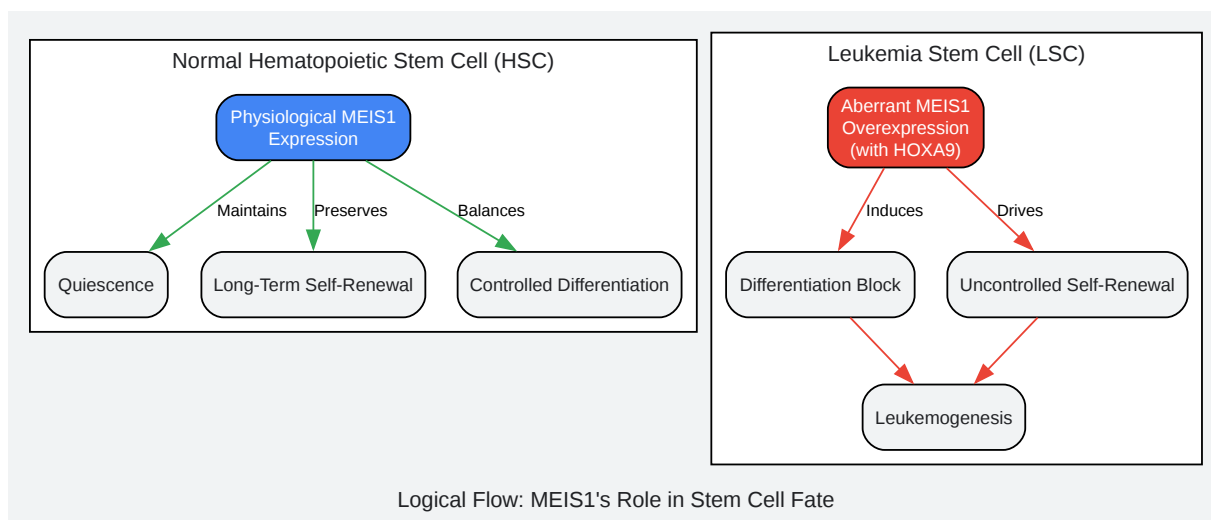 Normal Hematopoietic Stem Cell (HSC)
Physiological MEIS1
Expression
Maintains
Preserves
Balances
Quiescence
Long-Term Self-Renewal
Controlled Differentiation
Leukemia Stem Cell (LSC)
Aberrant MEIS1
Overexpression
(with HOXA9)
Induces
Drives
Differentiation Block
Uncontrolled Self-Renewal
Leukemogenesis
Logical Flow: MEIS1's Role in Stem Cell Fate